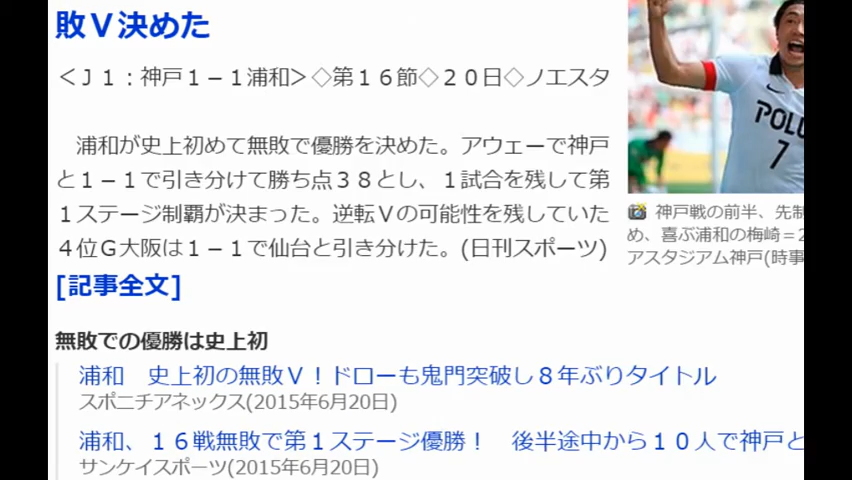 敗Ｖ決めた
＜Ｊ１：神戸１－１浦和＞◇第１６節◇２０日◇ノエスタ
浦和が史上初めて無敗で優勝を決めた。アウェーで神戸
と１－１で引き分けて勝ち点３８とし、１試合を残して第
１ステージ制覇が決まった。逆転Ｖの可能性を残していた
４位Ｇ大阪は１－１で仙台と引き分けた。(日刊スポーツ)
[記事全文]
POLU
7
神戸戦の前半、先制
め、喜ぶ浦和の梅崎＝2
アスタジアム神戸(時事
無敗での優勝は史上初
浦和　史上初の無敗Ｖ！ドローも鬼門突破し８年ぶりタイトル
スポニチアネックス(2015年6月20日)
浦和、１６戦無敗で第１ステージ優勝！　後半途中から１０人で神戸と
サンケイスポーツ(2015年6月20日)